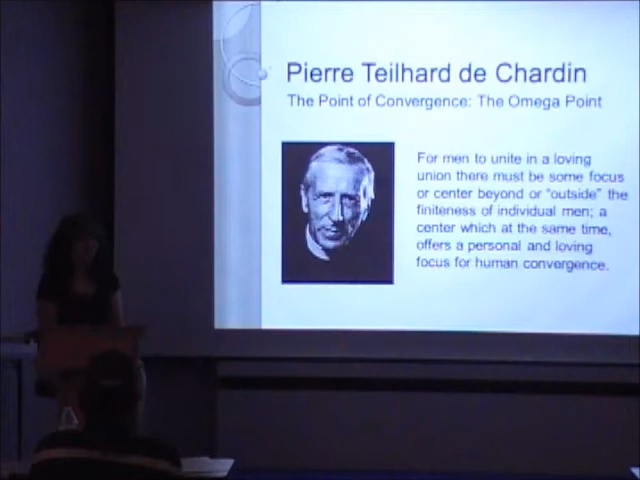 Pierre Teilhard de Chardin
The Point of Convergence: The Omega Point
For men to unite in a loving
union there must be some focus
or center beyond or "outside" the
finiteness of individual men; a
center which at the same time,
offers a personal and loving
focus for human convergence.